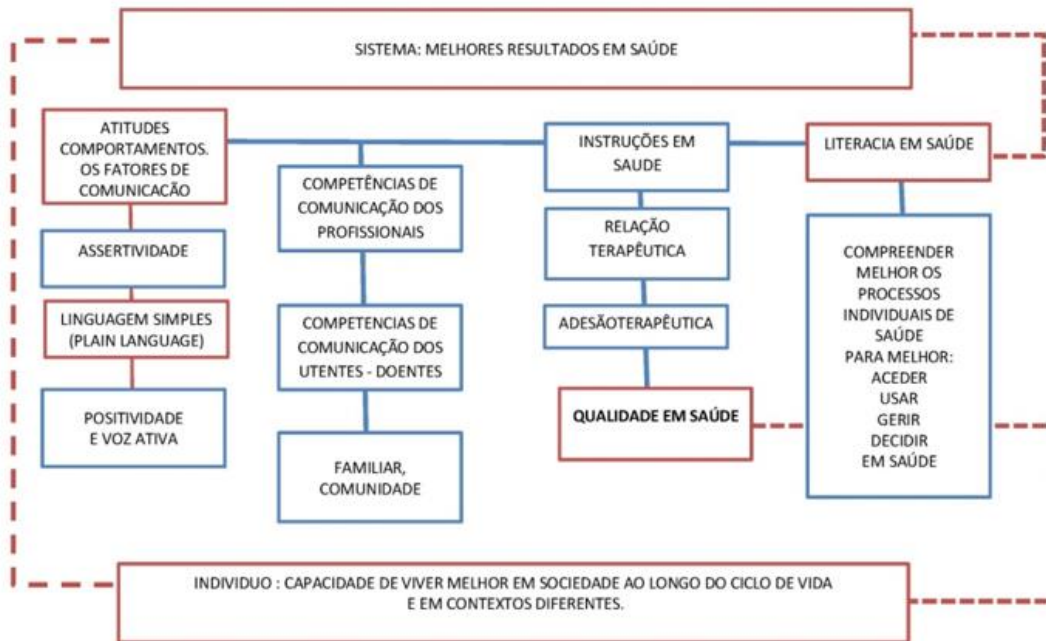 SISTEMA: MELHORES RESULTADOS EM SAÚDE
ATITUDES
COMPORTAMENTOS.
OS FATORES DE
COMUNICAÇÃO
ASSERTIVIDADE
LINGUAGEM SIMPLES
(PLAIN LANGUAGE)
POSITIVIDADE
E VOZ ATIVA
COMPETÊNCIAS DE
COMUNICAÇÃO DOS
PROFISSIONAIS
COMPETENCIAS DE
COMUNICAÇÃO DOS
UTENTES - DOENTES
FAMILIAR,
COMUNIDADE
INSTRUÇÕES EM
SAUDE
RELAÇÃO
TERAPÊUTICA
ADESÃOTERAPÊUTICA
QUALIDADE EM SAÚDE
LITERACIA EM SAÚDE
COMPREENDER
MELHOR OS
PROCESSOS
INDIVIDUAIS DE
SAÚDE
PARA MELHOR:
ACEDER
USAR
GERIR
DECIDIR
EM SAÚDE
INDIVIDUO : CAPACIDADE DE VIVER MELHOR EM SOCIEDADE AO LONGO DO CICLO DE VIDA
E EM CONTEXTOS DIFERENTES.